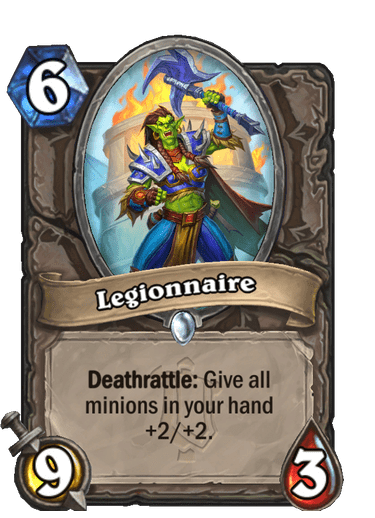 6
Legionnaire
Deathrattle: Give all
minions in your hand
+2/+2.
9
3